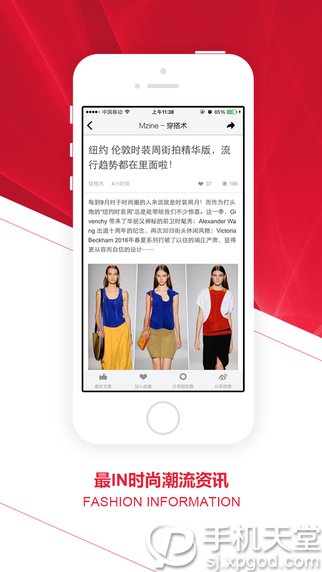 中国移动 上午11:38
Mzine - 穿搭术
纽约 伦敦时装周街拍精华版，流
行趋势都在里面啦！
穿搭术 4小时前 37 186
每到9月对于时尚圈的人来说就是时装周月！而作为打头
炮的“纽约时装周”总是能带给我们不少惊喜。这一季，Gi
venchy 带来了华丽又神秘的前卫时髦秀；Alexander Wa
ng 迎十周年的纪念，再次回归街头休闲风格；Victoria
Beckham 2016年春夏系列打破了以往的端庄严肃，显得
更从容而自信的设计······
最新文章 加入收藏 分享朋友圈 分享微博
最IN时尚潮流资讯
FASHION INFORMATION
手机天堂
sj.xpgod.com